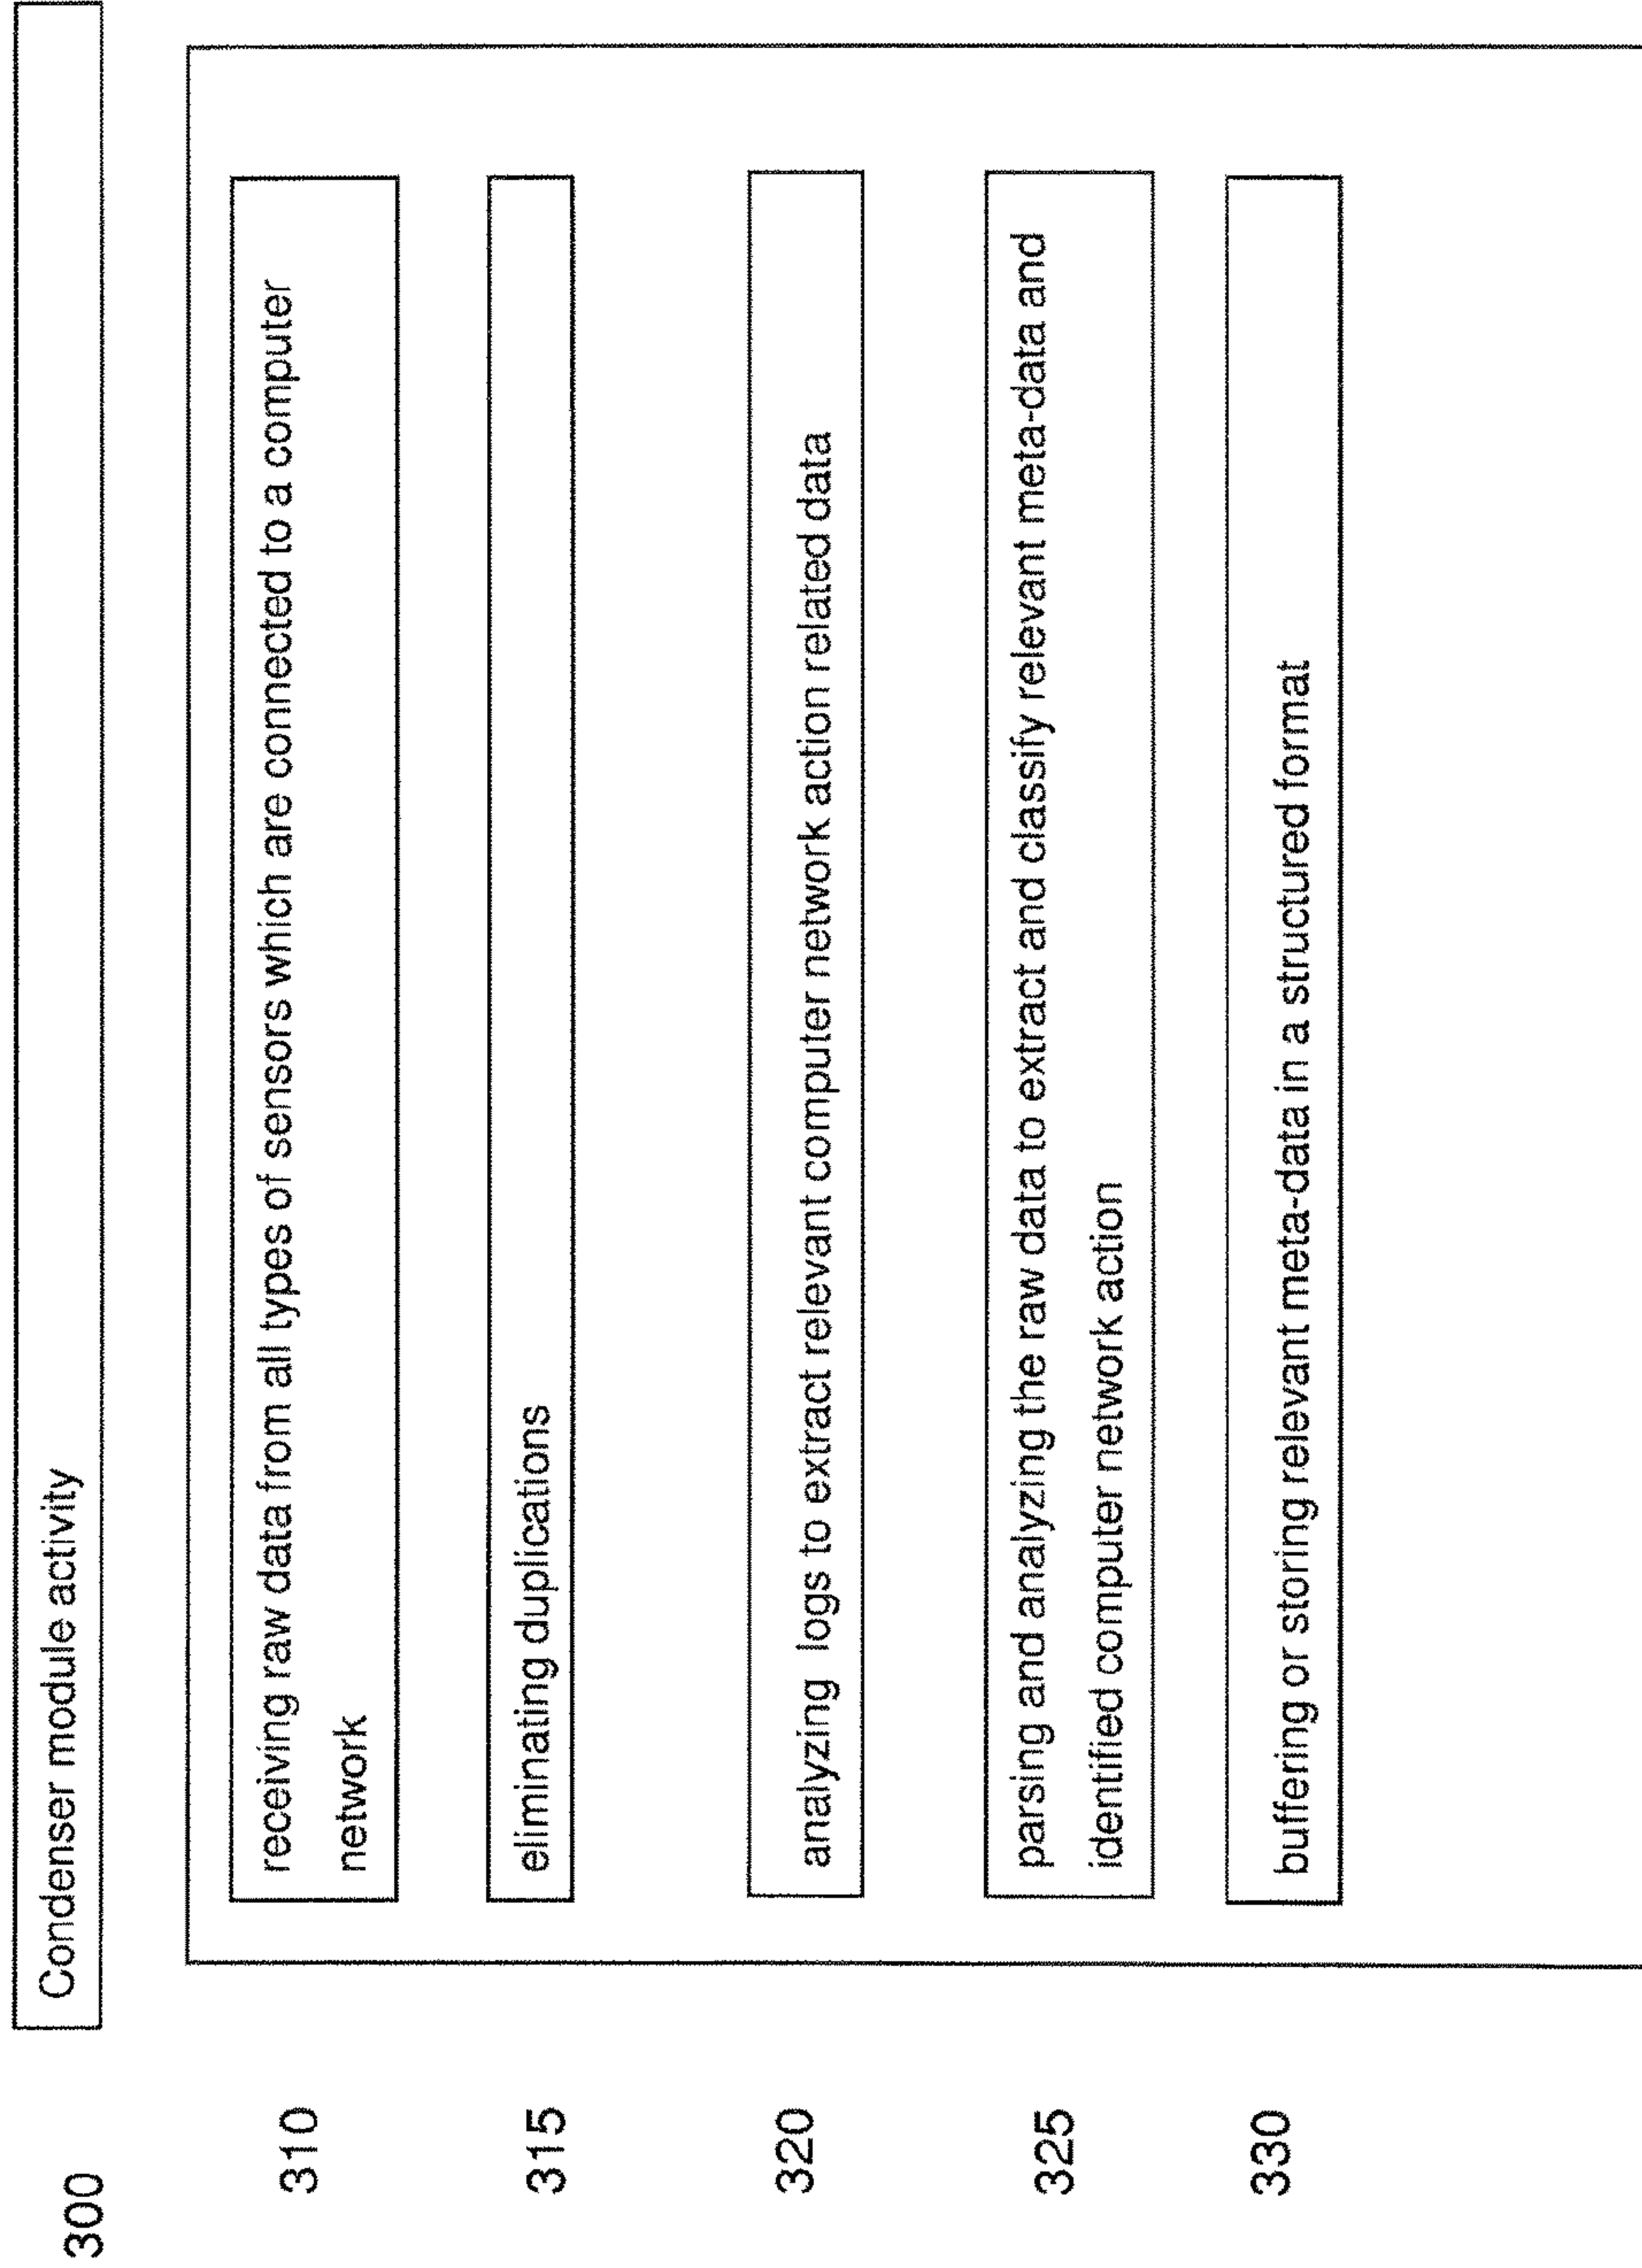 300
Condenser module activity
310
receiving raw data from all types of sensors which are connected to a computer
network
315
eliminating duplications
320
analyzing logs to extract relevant computer network action related data
325
parsing and analyzing the raw data to extract and classify relevant meta-data and
identified computer network action
330
buffering or storing relevant meta-data in a structured format